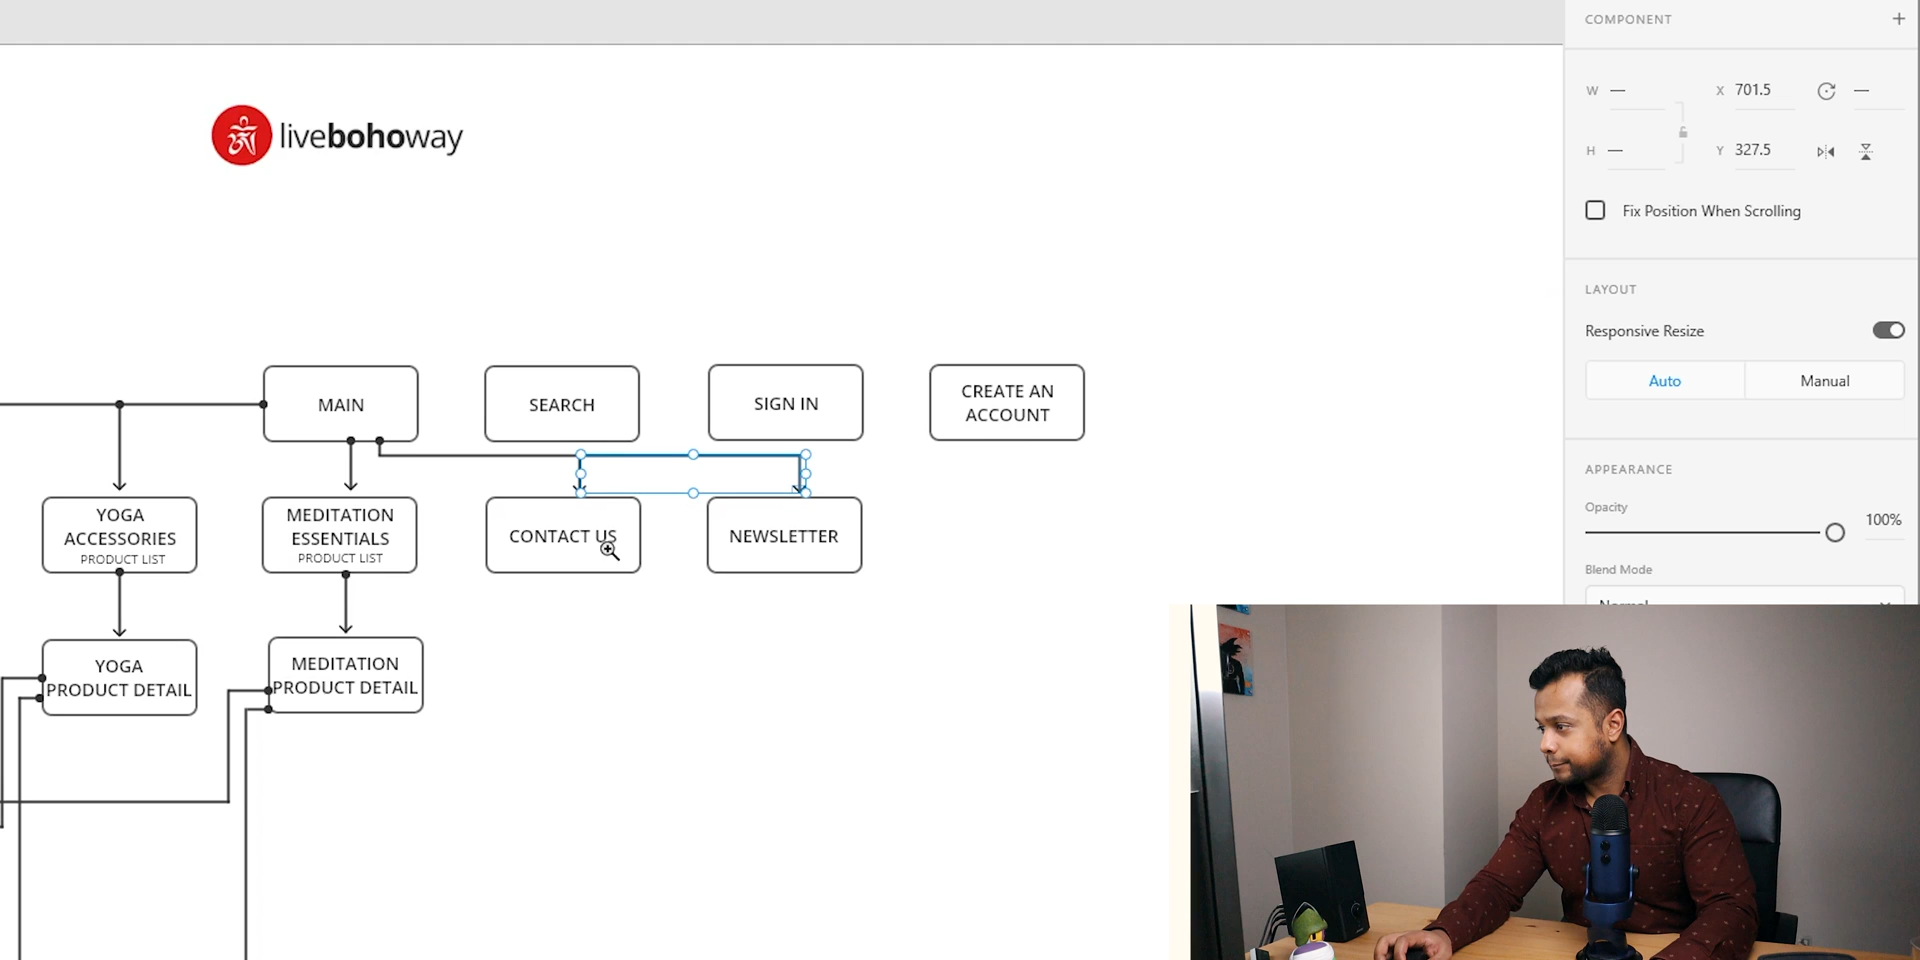 COMPONENT
W — X 701.5 —
H — Y 327.5
Fix Position When Scrolling
LAYOUT
Responsive Resize
Auto Manual
APPEARANCE
Opacity
100%
Blend Mode
Normal
ॐ livebohoway
MAIN
SEARCH
SIGN IN
CREATE AN
ACCOUNT
YOGA
ACCESSORIES
PRODUCT LIST
MEDITATION
ESSENTIALS
PRODUCT LIST
CONTACT US
NEWSLETTER
YOGA
PRODUCT DETAIL
MEDITATION
PRODUCT DETAIL